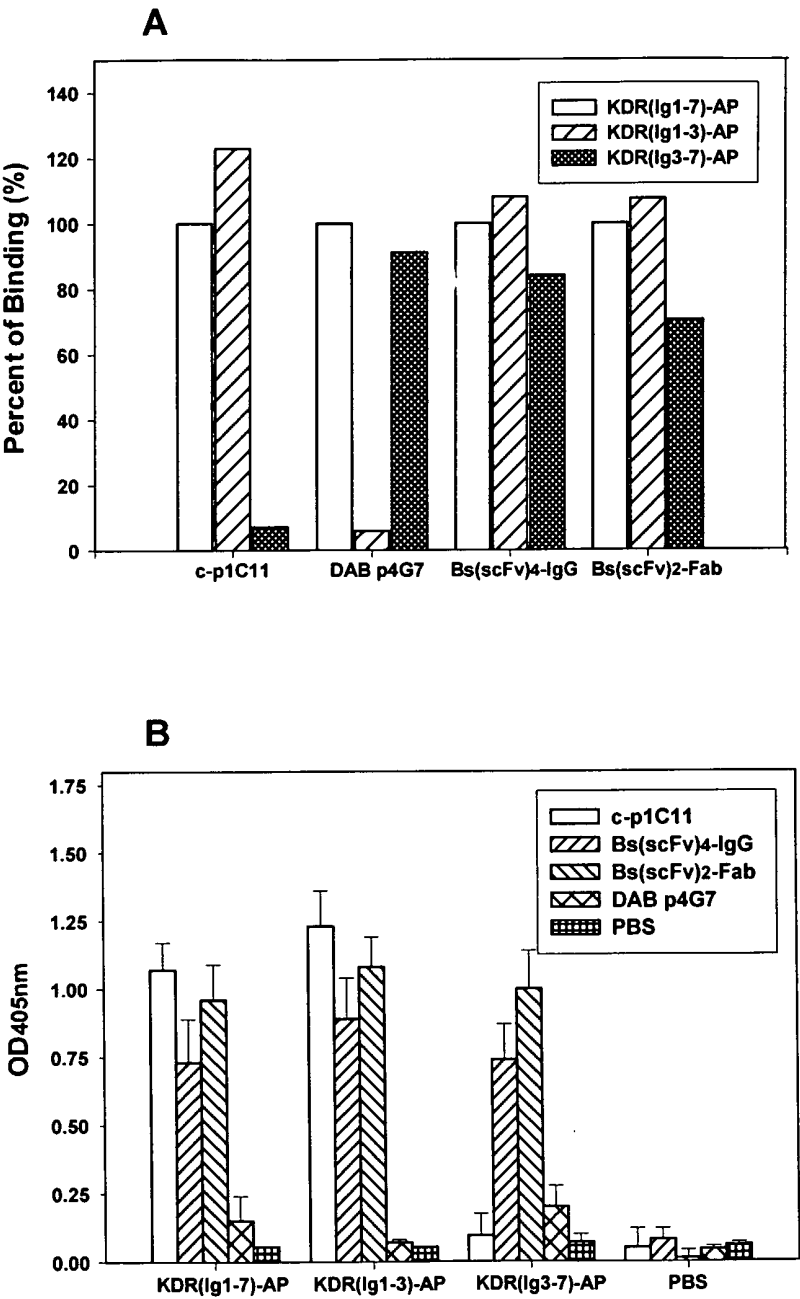 A
Percent of Binding (%)
140
120
100
80
60
40
20
0
KDR(Ig1-7)-AP
KDR(Ig1-3)-AP
KDR(Ig3-7)-AP
c-p1C11 DAB p4G7 Bs(scFv)4-IgG Bs(scFv)2-Fab
B
OD405nm
1.75
1.50
1.25
1.00
0.75
0.50
0.25
0.00
c-p1C11
Bs(scFv)4-IgG
Bs(scFv)2-Fab
DAB p4G7
PBS
KDR(Ig1-7)-AP KDR(Ig1-3)-AP KDR(Ig3-7)-AP PBS